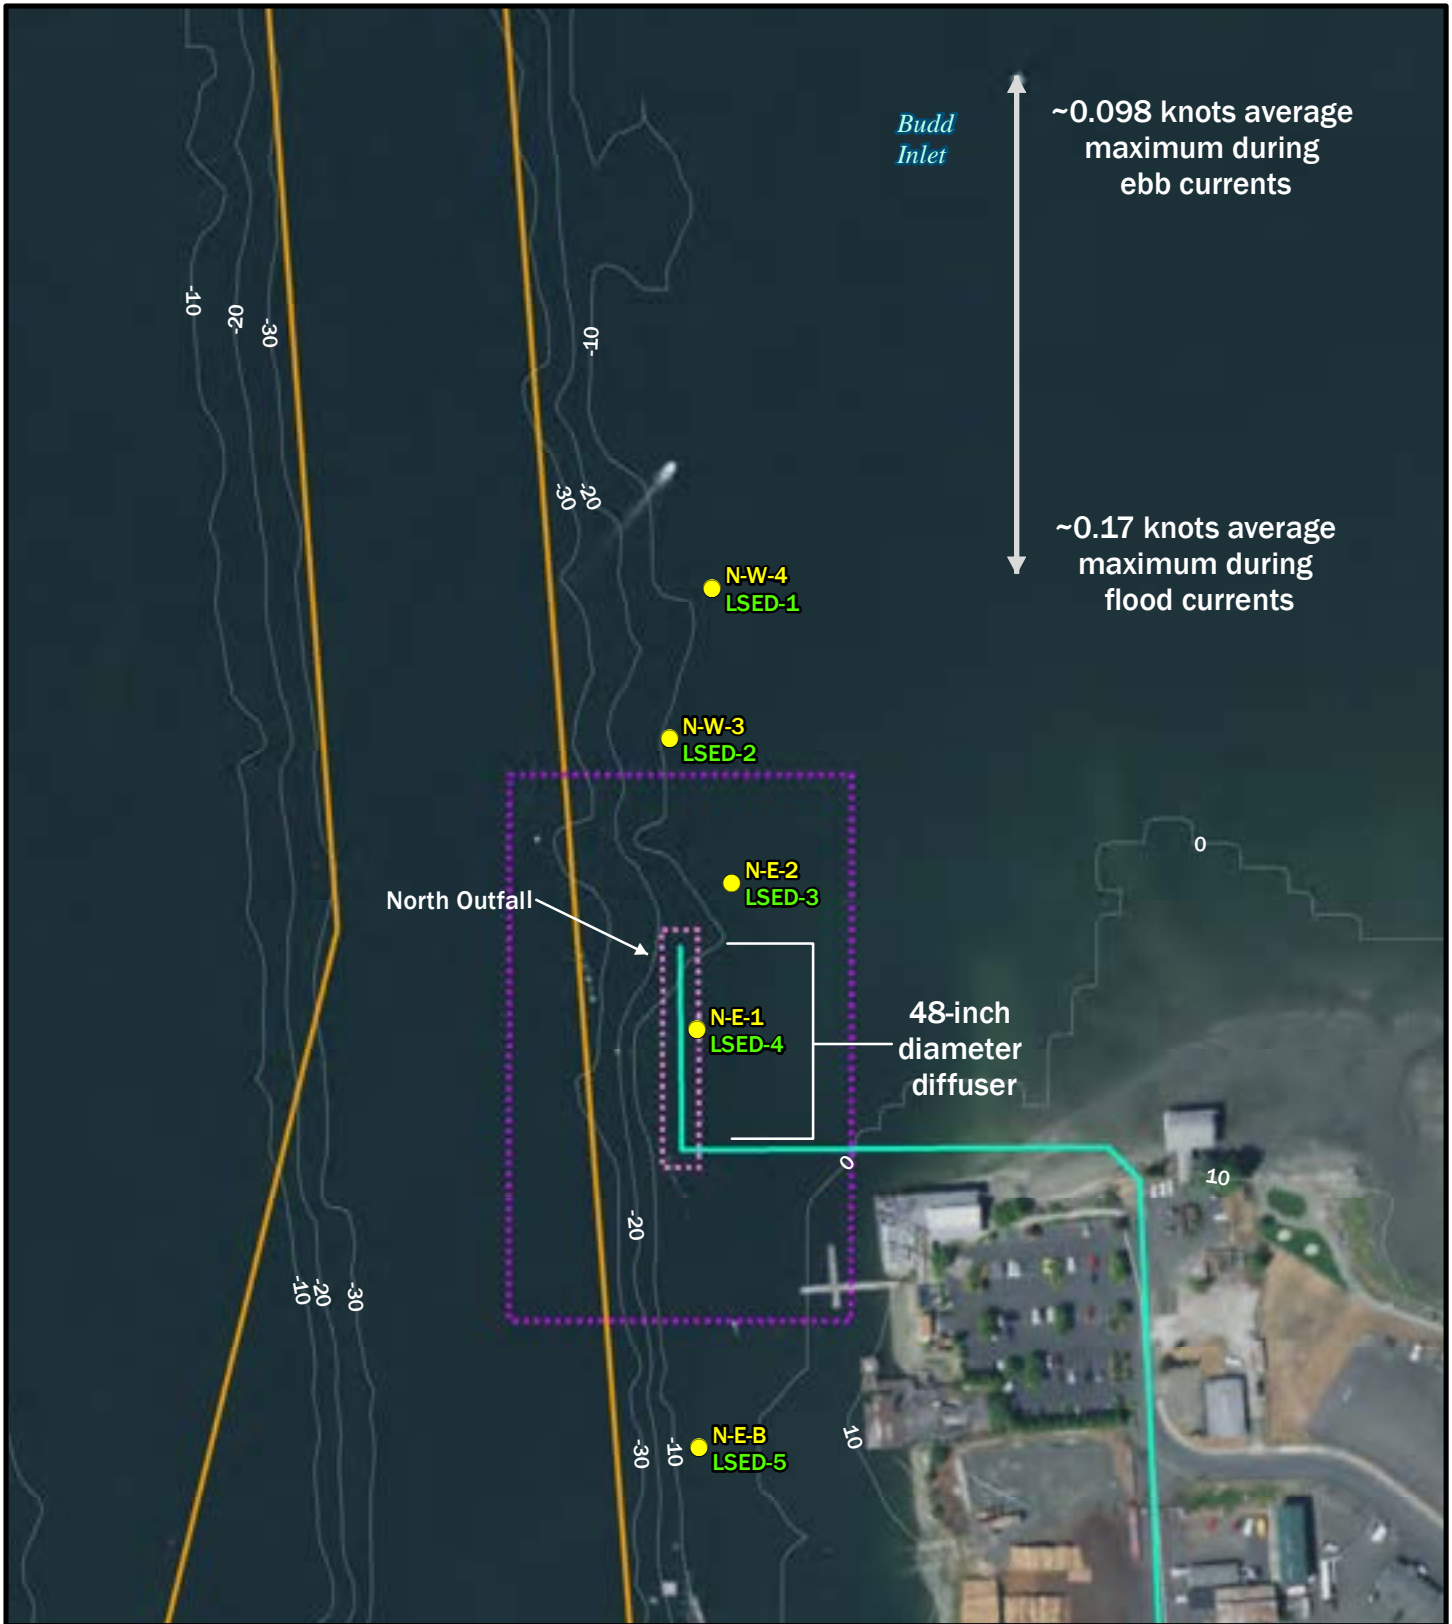 Budd
Inlet
~0.098 knots average
maximum during
ebb currents
-10
-20
-30
-10
-30
-20
~0.17 knots average
maximum during
flood currents
N-W-4
LSED-1
N-W-3
LSED-2
0
N-E-2
LSED-3
North Outfall
N-E-1
LSED-4
48-inch
diameter
diffuser
0
10
-20
-10
-20
-30
10
-30
-10
N-E-B
LSED-5